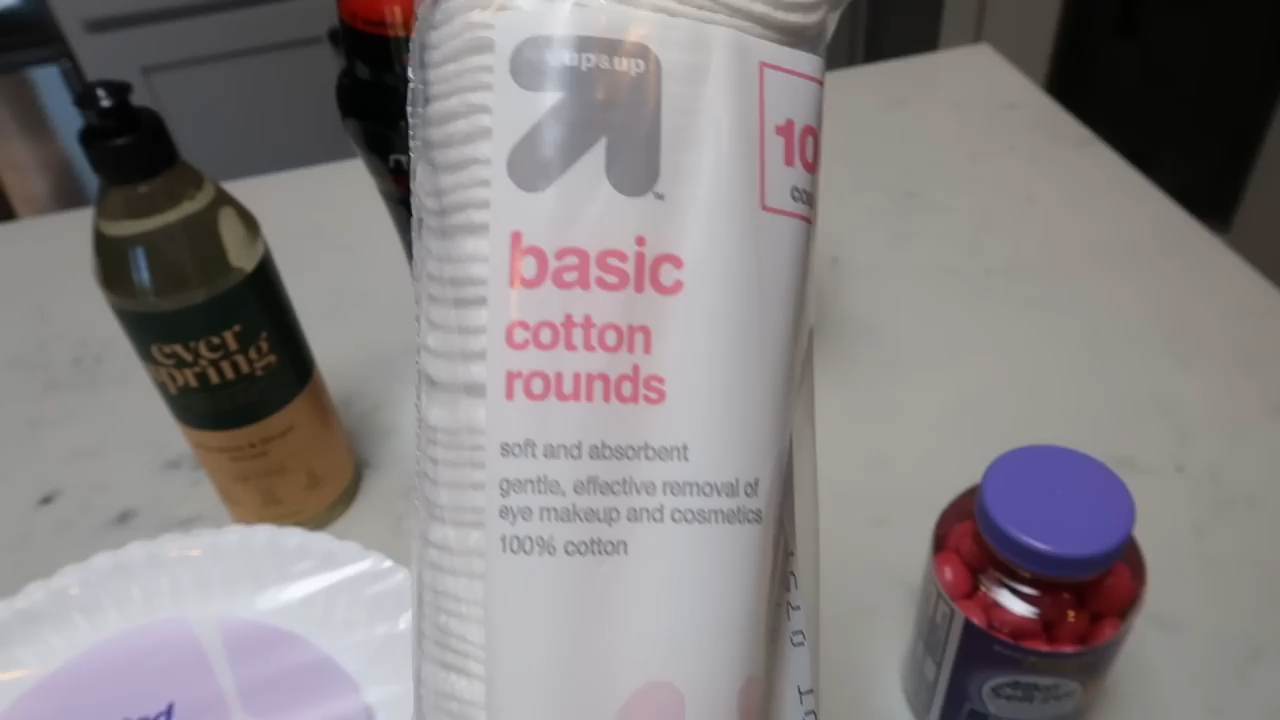 up&up
10
basic
cotton
rounds
soft and absorbent
gentle, effective removal of
eye makeup and cosmetics
100% cotton
ever
spring